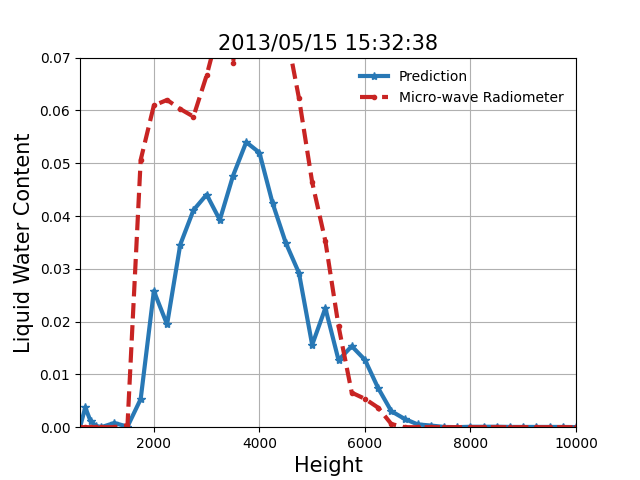 2013/05/15 15:32:38
0.07
0.06
0.05
0.04
0.03
0.02
0.01
0.00
Liquid Water Content
Prediction
Micro-wave Radiometer
2000 4000 6000 8000 10000
Height